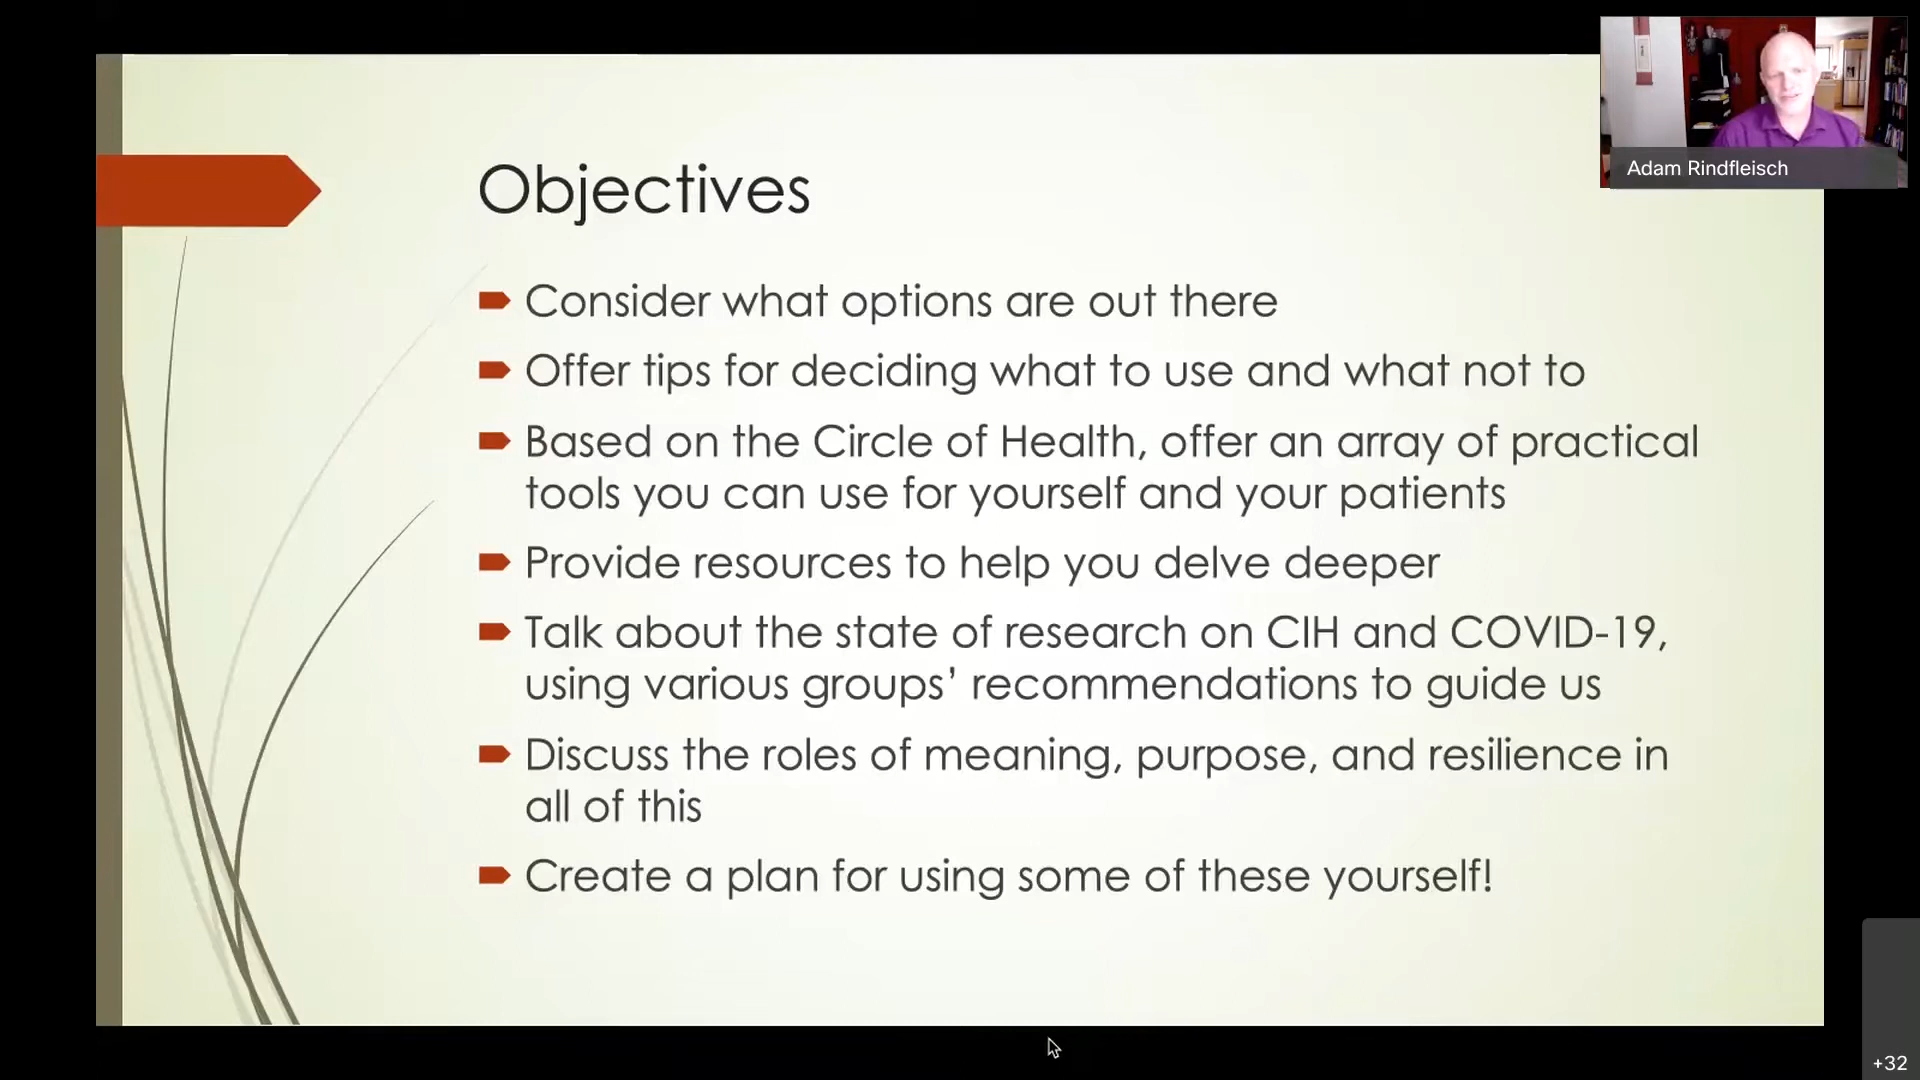 Adam Rindfleisch
Objectives
Consider what options are out there
Offer tips for deciding what to use and what not to
Based on the Circle of Health, offer an array of practical
tools you can use for yourself and your patients
Provide resources to help you delve deeper
Talk about the state of research on CIH and COVID-19,
using various groups’ recommendations to guide us
Discuss the roles of meaning, purpose, and resilience in
all of this
Create a plan for using some of these yourself!
+32